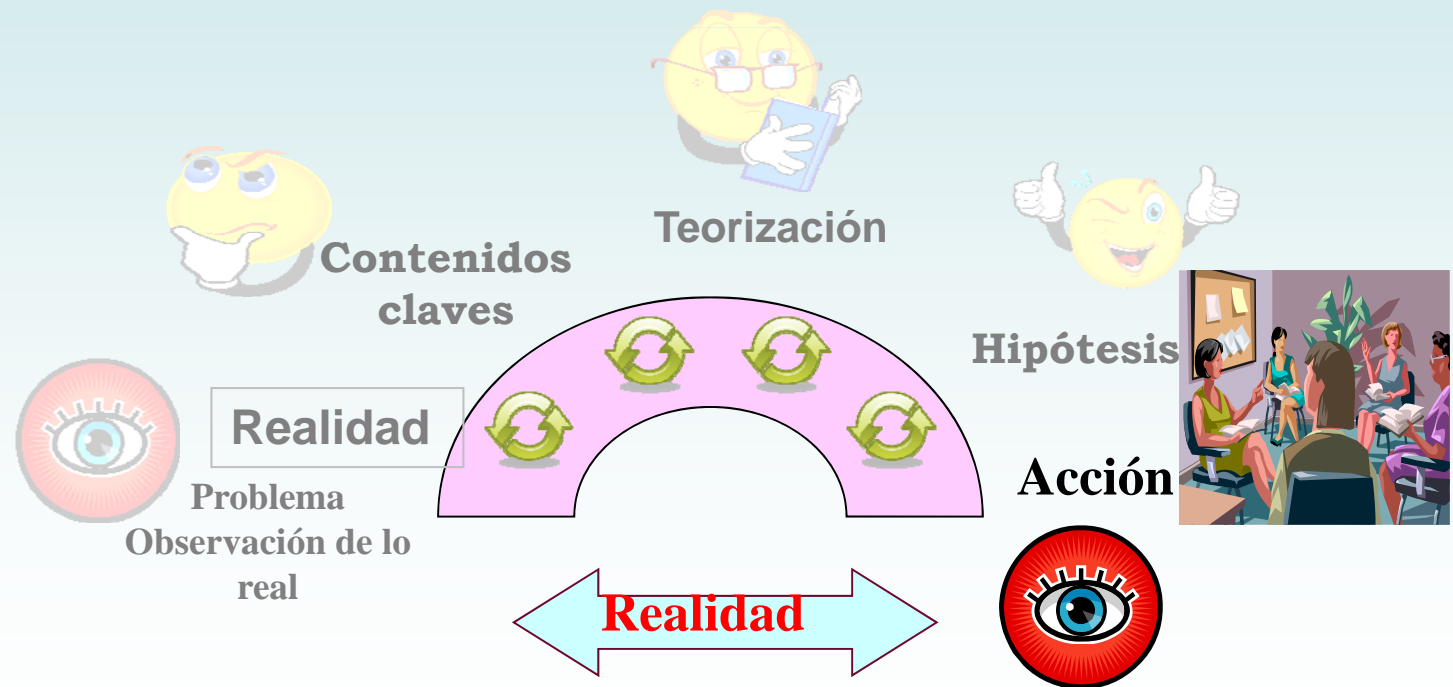 Teorización
Contenidos
claves
Hipótesis
Realidad
Acción
Problema
Observación de lo
real
Realidad